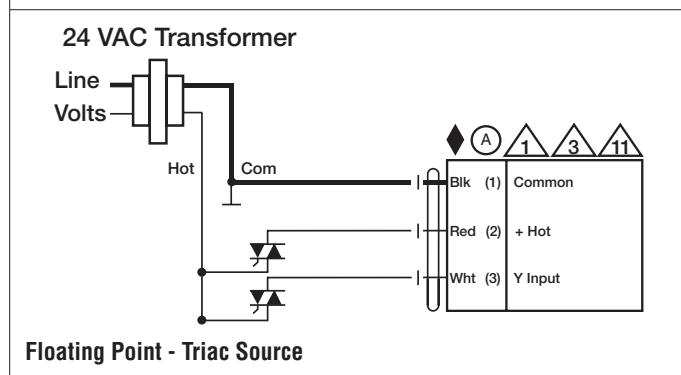 24 VAC Transformer
Line
Volts
Hot
Com
A 1 3 11
Blk (1) Common
Red (2) + Hot
Wht (3) Y Input
Floating Point - Triac Source